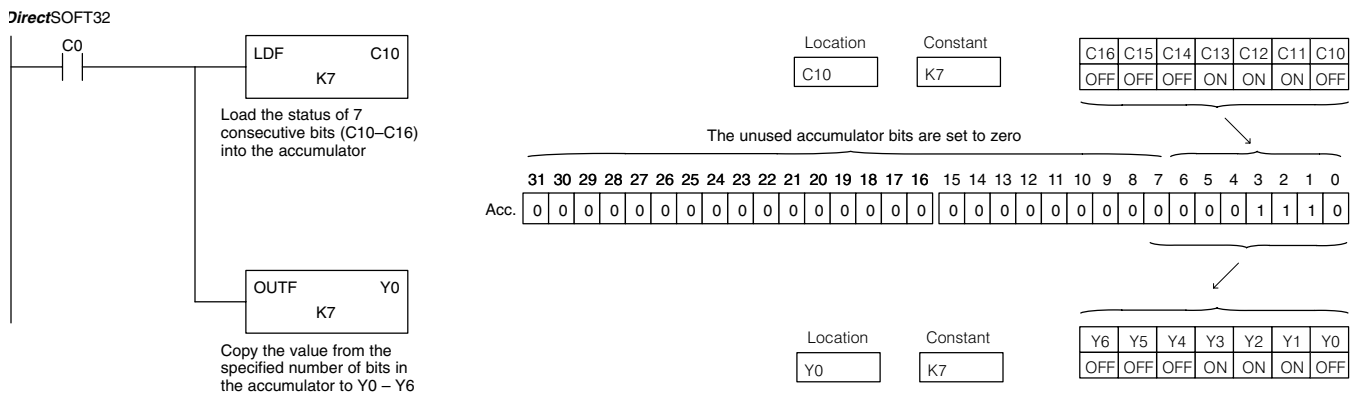 DirectSOFT32
C0
LDF C10
K7
Load the status of 7
consecutive bits (C10–C16)
into the accumulator
Location Constant
C10 K7
C16 C15 C14 C13 C12 C11 C10
OFF OFF OFF ON ON ON OFF
The unused accumulator bits are set to zero
31 30 29 28 27 26 25 24 23 22 21 20 19 18 17 16 15 14 13 12 11 10 9 8 7 6 5 4 3 2 1 0
Acc. 0 0 0 0 0 0 0 0 0 0 0 0 0 0 0 0 0 0 0 0 0 0 0 0 0 0 0 0 1 1 1 0
OUTF Y0
K7
Copy the value from the
specified number of bits in
the accumulator to Y0 – Y6
Location Constant
Y0 K7
Y6 Y5 Y4 Y3 Y2 Y1 Y0
OFF OFF OFF ON ON ON OFF